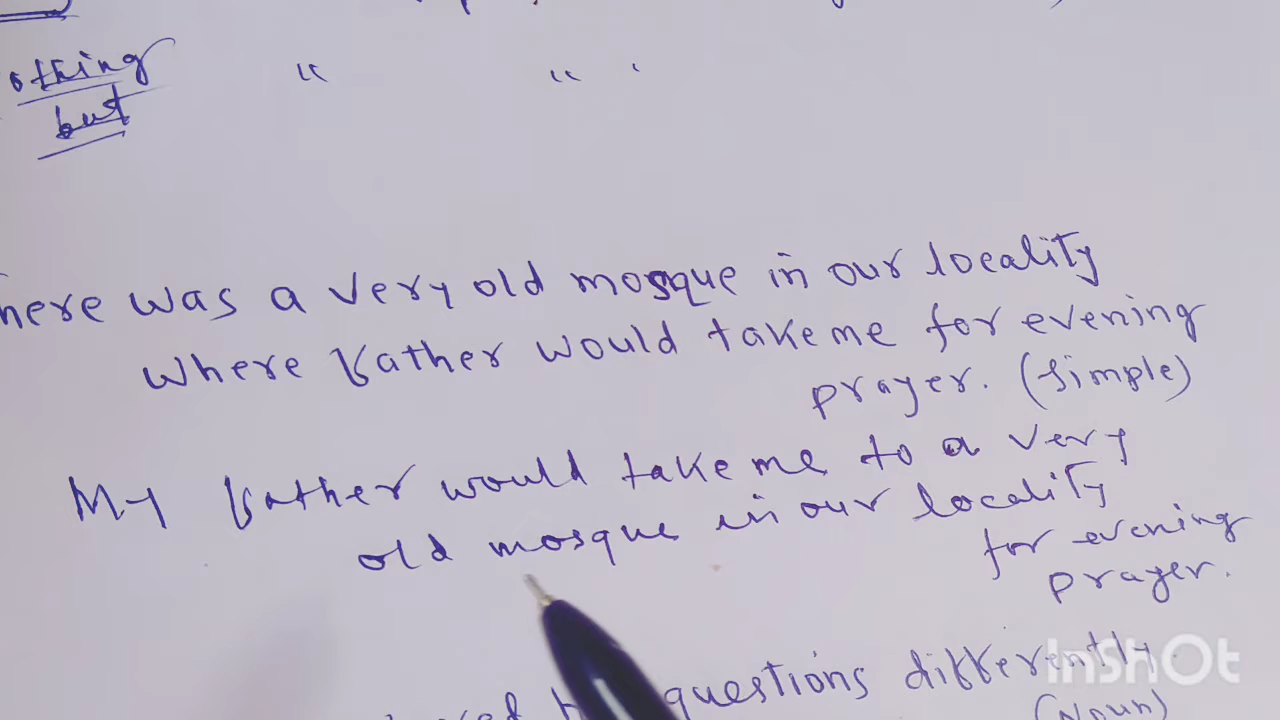 othing " " '
but
here was a very old mosque in our locality
where Father would take me for evening
prayer. (Simple)
My Father would take me to a very
old mosque in our locality
for evening
prayer.
questions differently.
(Noun)
InShOt